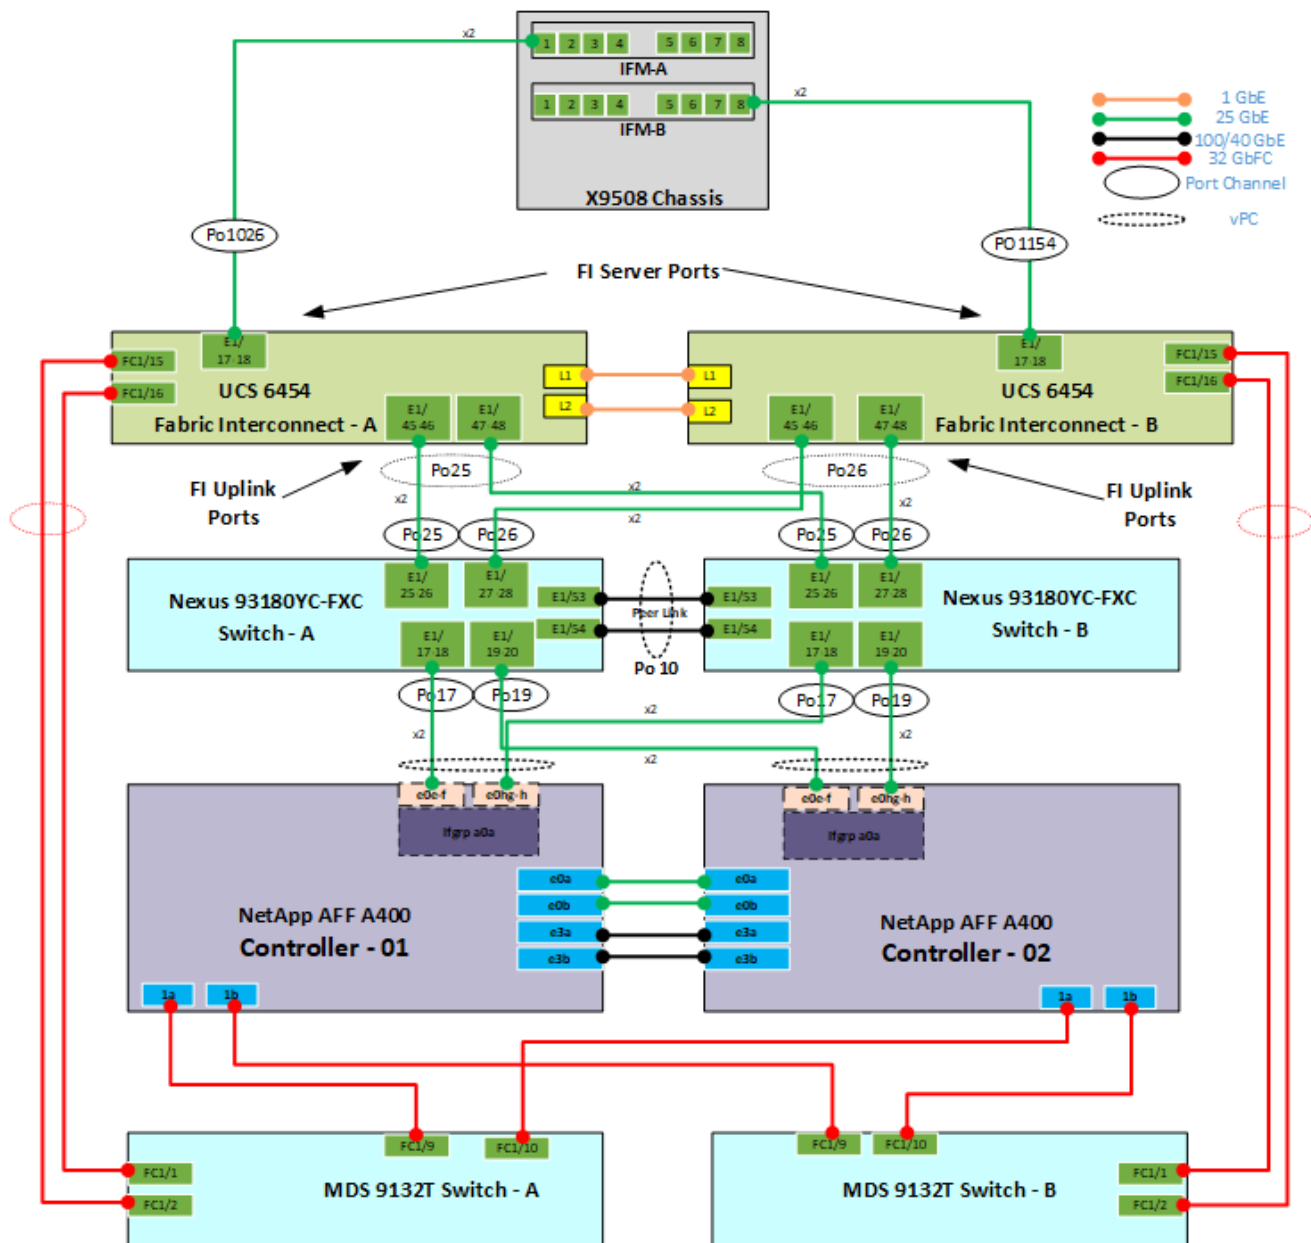 x2
1 2 3 4 5 6 7 8
IFM-A
1 2 3 4 5 6 7 8
IFM-B
x2
X9508 Chassis
1 GbE
25 GbE
100/40 GbE
32 GbFC
Port Channel
vPC
Po1026
PO1154
FI Server Ports
FC1/15
FC1/16
E1/
17-18
UCS 6454
Fabric Interconnect - A
E1/
45-46
E1/
47-48
L1
L2
L1
L2
E1/
17-18
UCS 6454
Fabric Interconnect - B
E1/
45-46
E1/
47-48
FC1/15
FC1/16
FI Uplink
Ports
Po25
x2
x2
x2
Po26
FI Uplink
Ports
Po25
Po26
Po25
Po26
Nexus 93180YC-FXC
Switch - A
E1/
25-26
E1/
27-28
E1/53
E1/54
E1/
17-18
E1/
19-20
Peer Link
Po 10
E1/53
E1/54
E1/
25-26
E1/
27-28
E1/
17-18
E1/
19-20
Nexus 93180YC-FXC
Switch - B
Po17
Po19
Po17
Po19
x2
x2
x2
x2
e0e-f
e0hg-h
Ifgrp a0a
e0e-f
e0hg-h
Ifgrp a0a
NetApp AFF A400
Controller - 01
e0a
e0b
e3a
e3b
e0a
e0b
e3a
e3b
NetApp AFF A400
Controller - 02
1a
1b
1a
1b
FC1/9
FC1/10
FC1/1
FC1/2
MDS 9132T Switch - A
FC1/9
FC1/10
MDS 9132T Switch - B
FC1/1
FC1/2